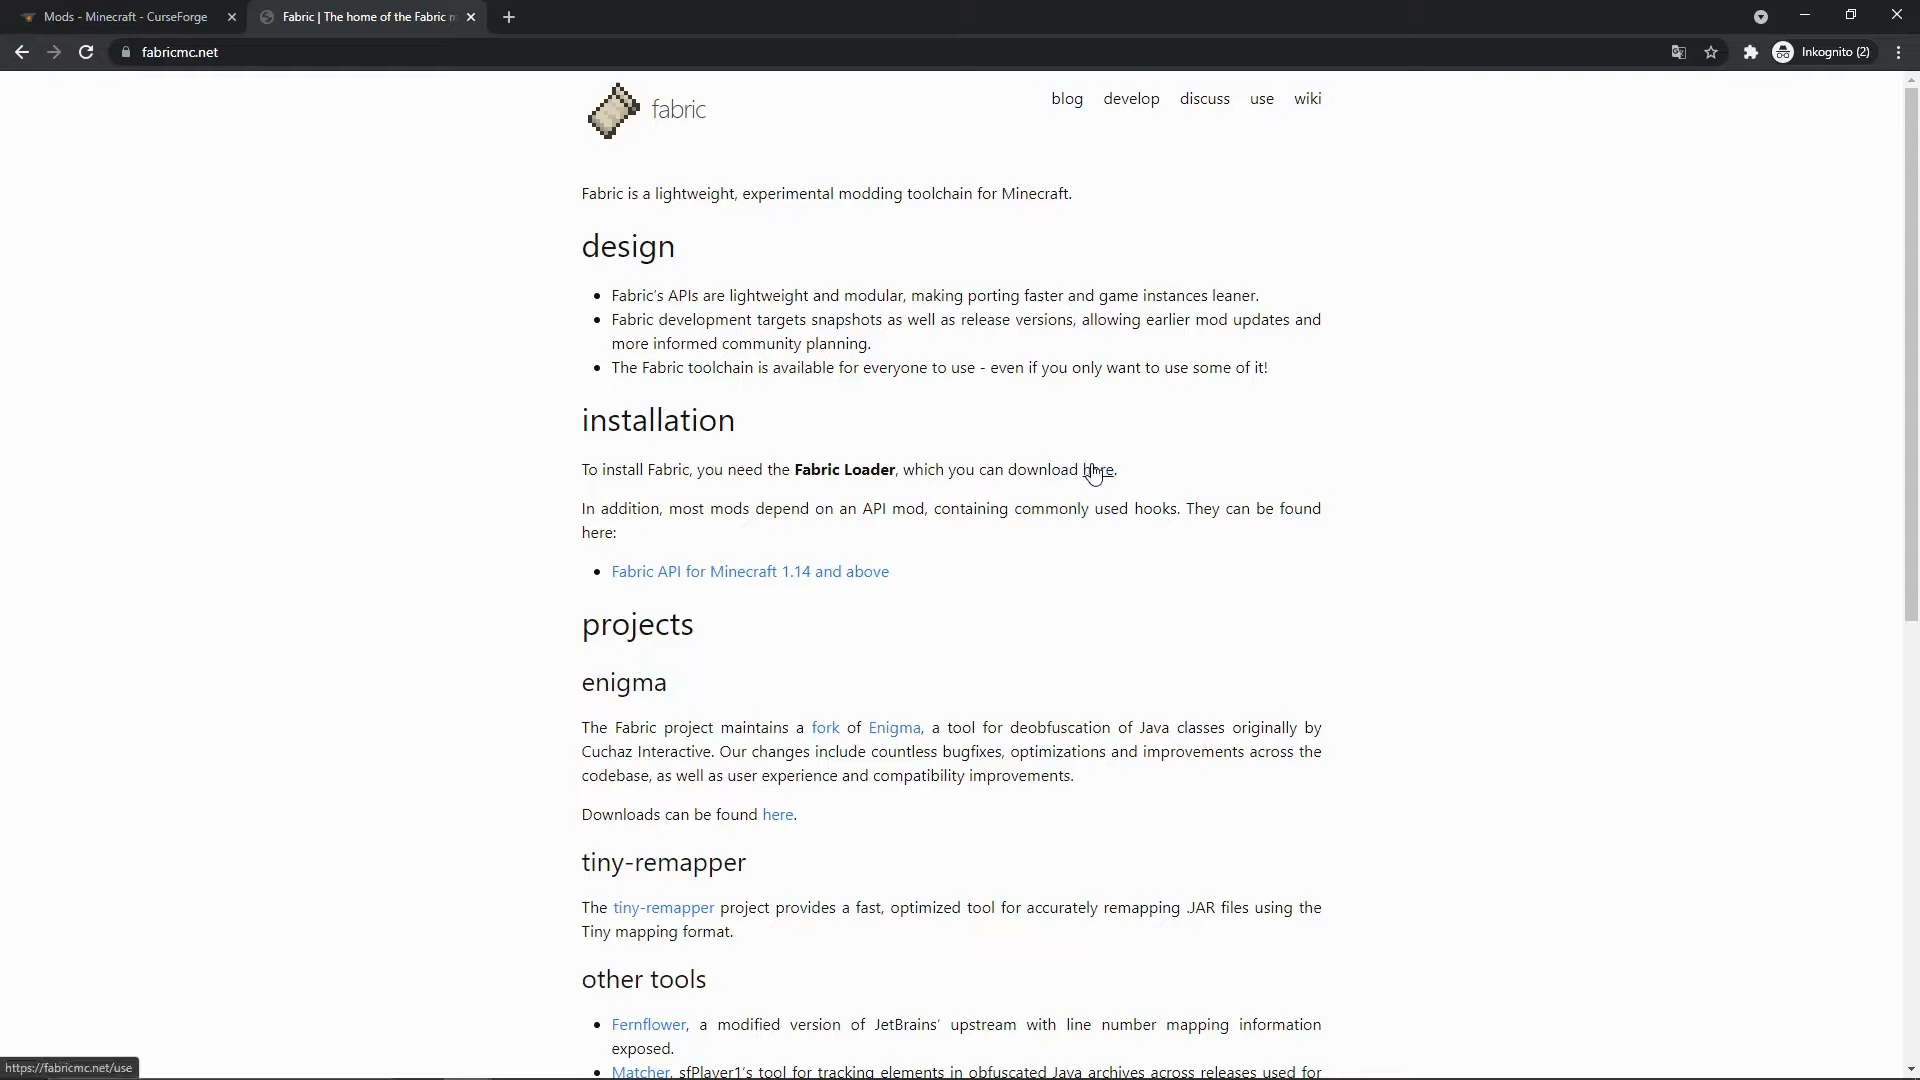 Mods - Minecraft - CurseForge
Fabric | The home of the Fabric m
fabricmc.net
Inkognito (2)
fabric
blog develop discuss use wiki
Fabric is a lightweight, experimental modding toolchain for Minecraft.
design
Fabric's APIs are lightweight and modular, making porting faster and game instances leaner.
Fabric development targets snapshots as well as release versions, allowing earlier mod updates and
more informed community planning.
The Fabric toolchain is available for everyone to use - even if you only want to use some of it!
installation
To install Fabric, you need the Fabric Loader, which you can download here.
In addition, most mods depend on an API mod, containing commonly used hooks. They can be found
here:
Fabric API for Minecraft 1.14 and above
projects
enigma
The Fabric project maintains a fork of Enigma, a tool for deobfuscation of Java classes originally by
Cuchaz Interactive. Our changes include countless bugfixes, optimizations and improvements across the
codebase, as well as user experience and compatibility improvements.
Downloads can be found here.
tiny-remapper
The tiny-remapper project provides a fast, optimized tool for accurately remapping .JAR files using the
Tiny mapping format.
other tools
Fernflower, a modified version of JetBrains' upstream with line number mapping information
exposed.
Matcher, sfPlayer1's tool for tracking elements in obfuscated Java archives across releases used for
https://fabricmc.net/use